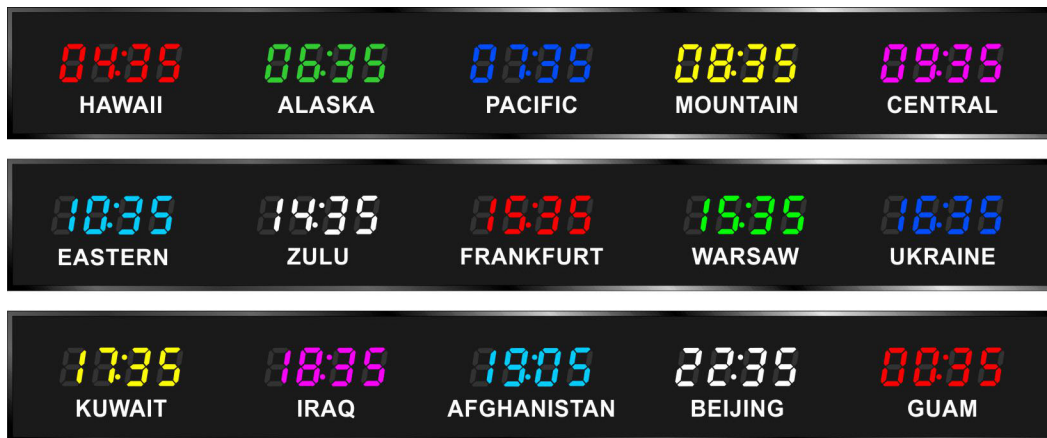 04:35 06:35 07:35 08:35 09:35
HAWAII ALASKA PACIFIC MOUNTAIN CENTRAL
10:35 14:35 15:35 15:35 16:35
EASTERN ZULU FRANKFURT WARSAW UKRAINE
17:35 18:35 19:05 22:35 00:35
KUWAIT IRAQ AFGHANISTAN BEIJING GUAM